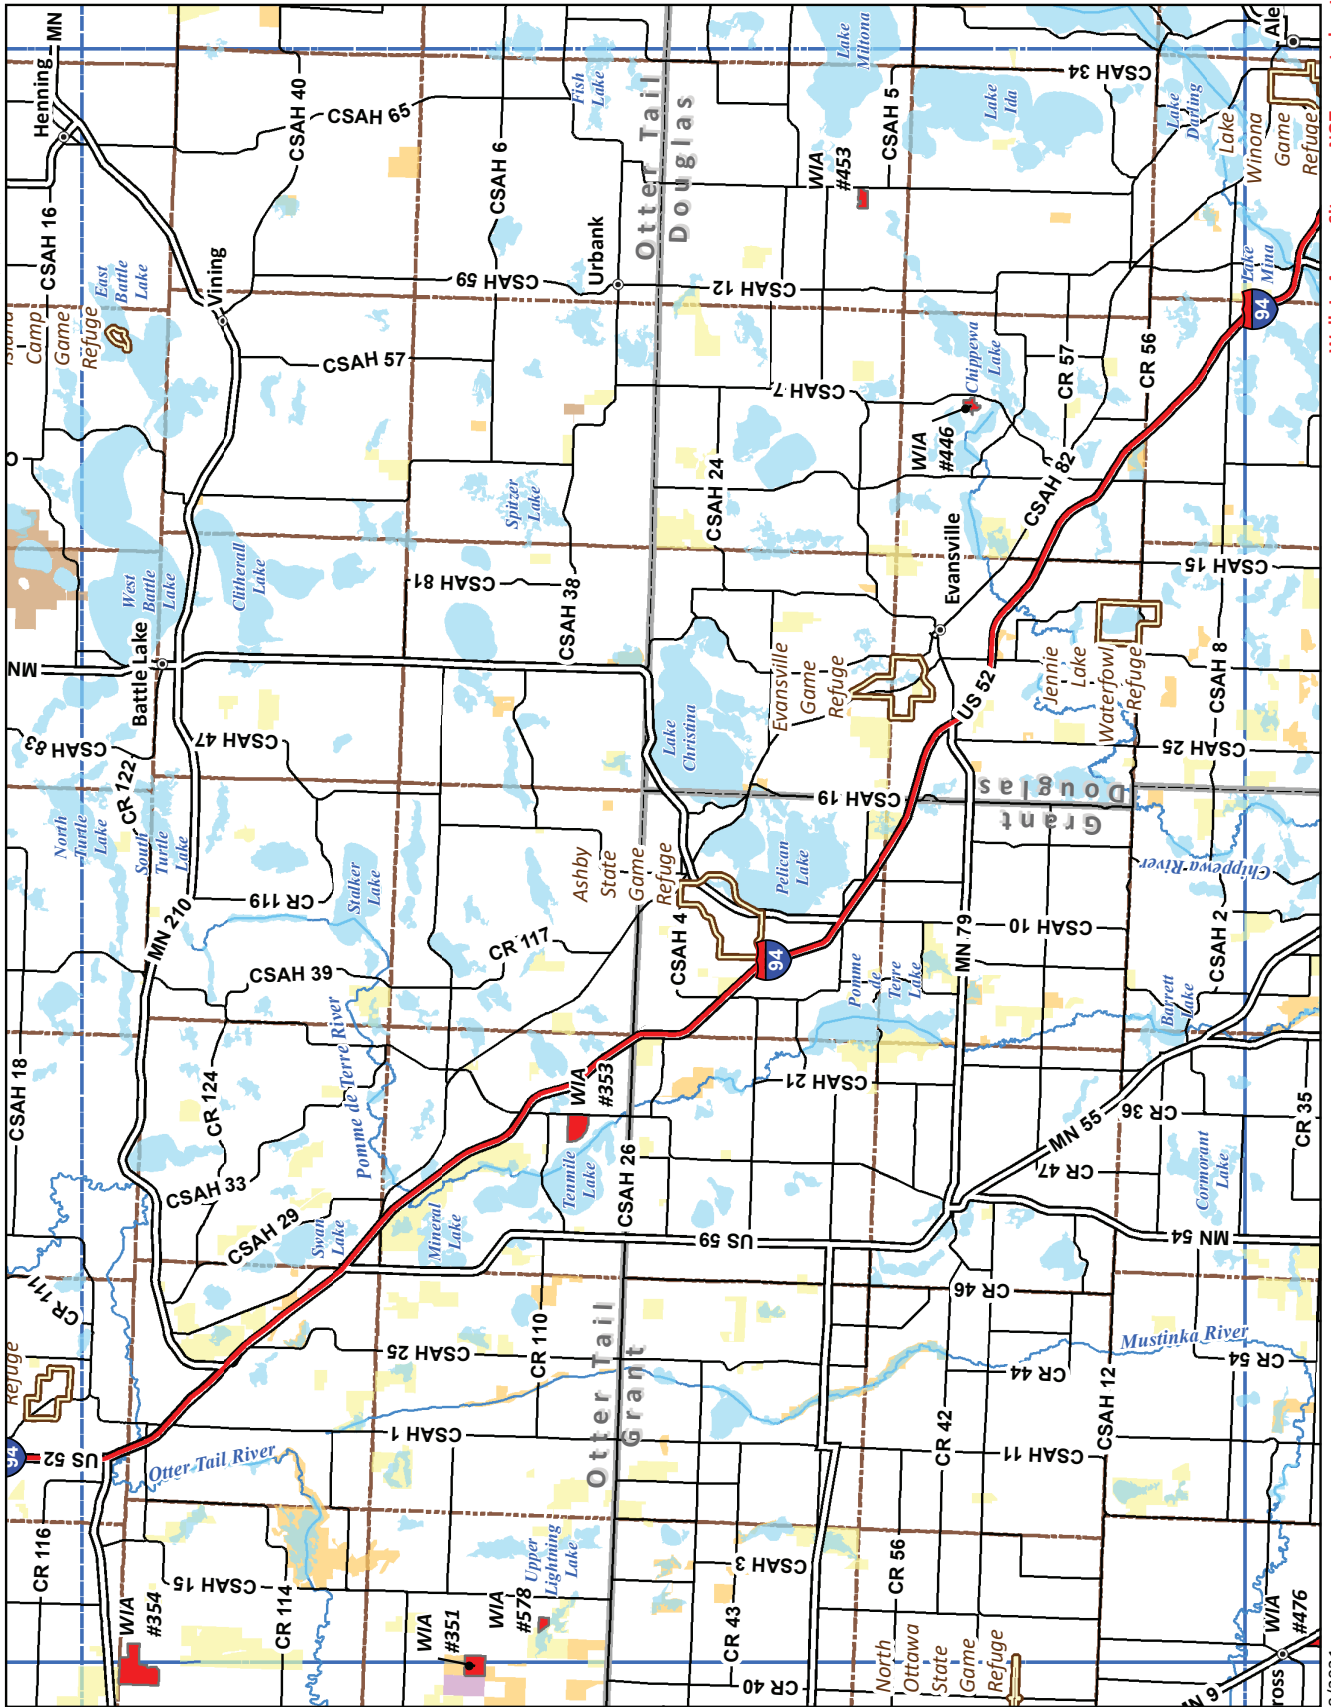 Henning
MN
CSAH 16
CSAH 40
CSAH 65
CSAH 6
Fish
Lake
Otter Tail
Douglas
Lake
Miltona
CSAH 5
Lake
Ida
CSAH 34
Lake
Darling
Lake
Winona
Game
Refuge
Ale
WIA
#453
Camp
Game
Refuge
East
Battle
Lake
Vining
CSAH 59
Urbank
CSAH 12
CSAH 57
CSAH 7
Chippewa
Lake
CR 57
CR 56
94
Lake
Mina
WIA
#446
CSAH 82
CSAH 24
Spitzer
Lake
CSAH 38
CSAH 81
Clitherall
Lake
West
Battle
Lake
Battle Lake
MN
Evansville
CSAH 15
CSAH 8
Jennie
Lake
Waterfowl
Refuge
CSAH 25
Evansville
Game
Refuge
US 52
Lake
Christina
CSAH 83
CSAH 47
CR 122
North
Turtle
Lake
South
Turtle
Lake
CSAH 19
Douglas
Grant
Ashby
State
Game
Refuge
Pelican
Lake
Stalker
Lake
CR 119
MN 210
CSAH 39
CR 117
CSAH 4
94
Chippewa River
CSAH 2
CSAH 10
MN 79
Pomme
de
Terre
Lake
Barrett
Lake
CSAH 18
CR 124
Pomme de Terre River
WIA
#353
CSAH 21
CR 36
MN 55
CR 35
CSAH 33
CSAH 29
Swan
Lake
Mineral
Lake
Tenmile
Lake
CSAH 26
US 59
CR 47
Cormorant
Lake
MN 54
CR 111
CSAH 25
CR 110
Otter Tail
Grant
CR 46
Mustinka River
CR 44
CR 54
CSAH 12
Refuge
94
US 52
Otter Tail River
CSAH 1
CR 42
CSAH 11
CR 116
WIA
#354
CSAH 15
CR 114
WIA
#351
WIA
#578
Upper
Lightning
Lake
CSAH 3
CR 43
CR 40
CR 56
North
Ottawa
State
Game
Refuge
MN 9
WIA
#476
ross